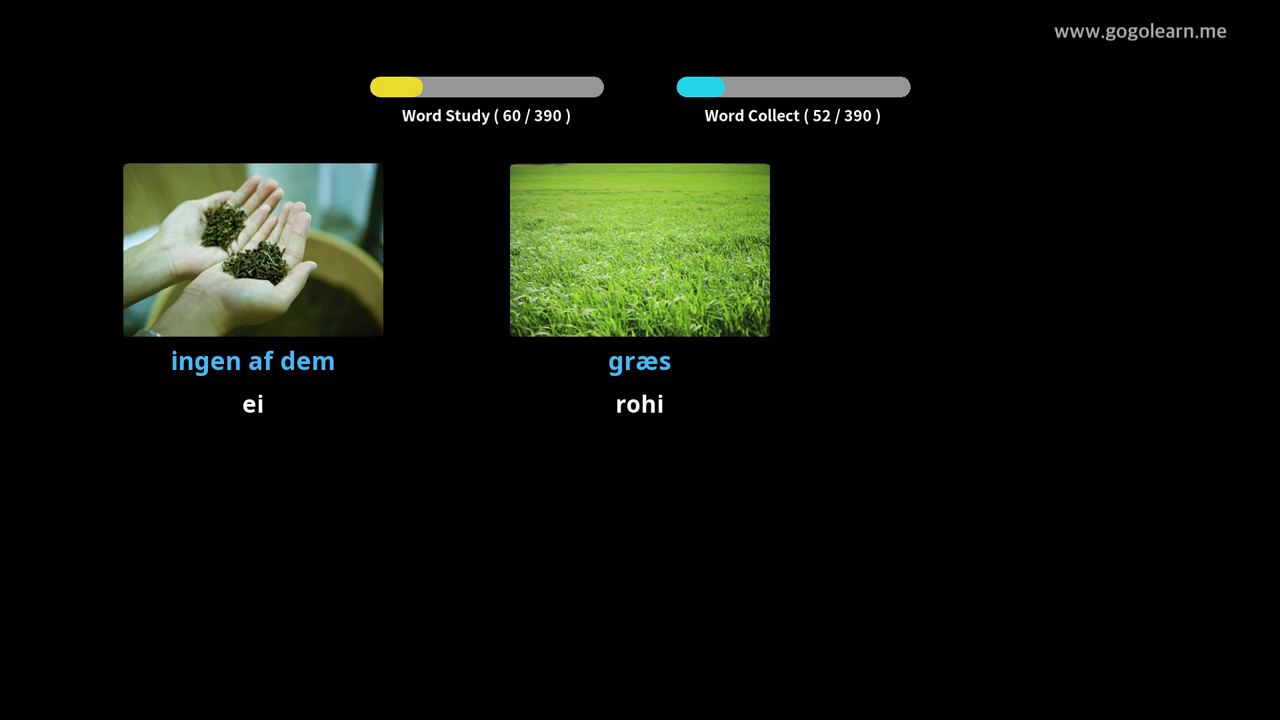 www.gogolearn.me
Word Study ( 60 / 390 )
Word Collect ( 52 / 390 )
ingen af dem
ei
græs
rohi